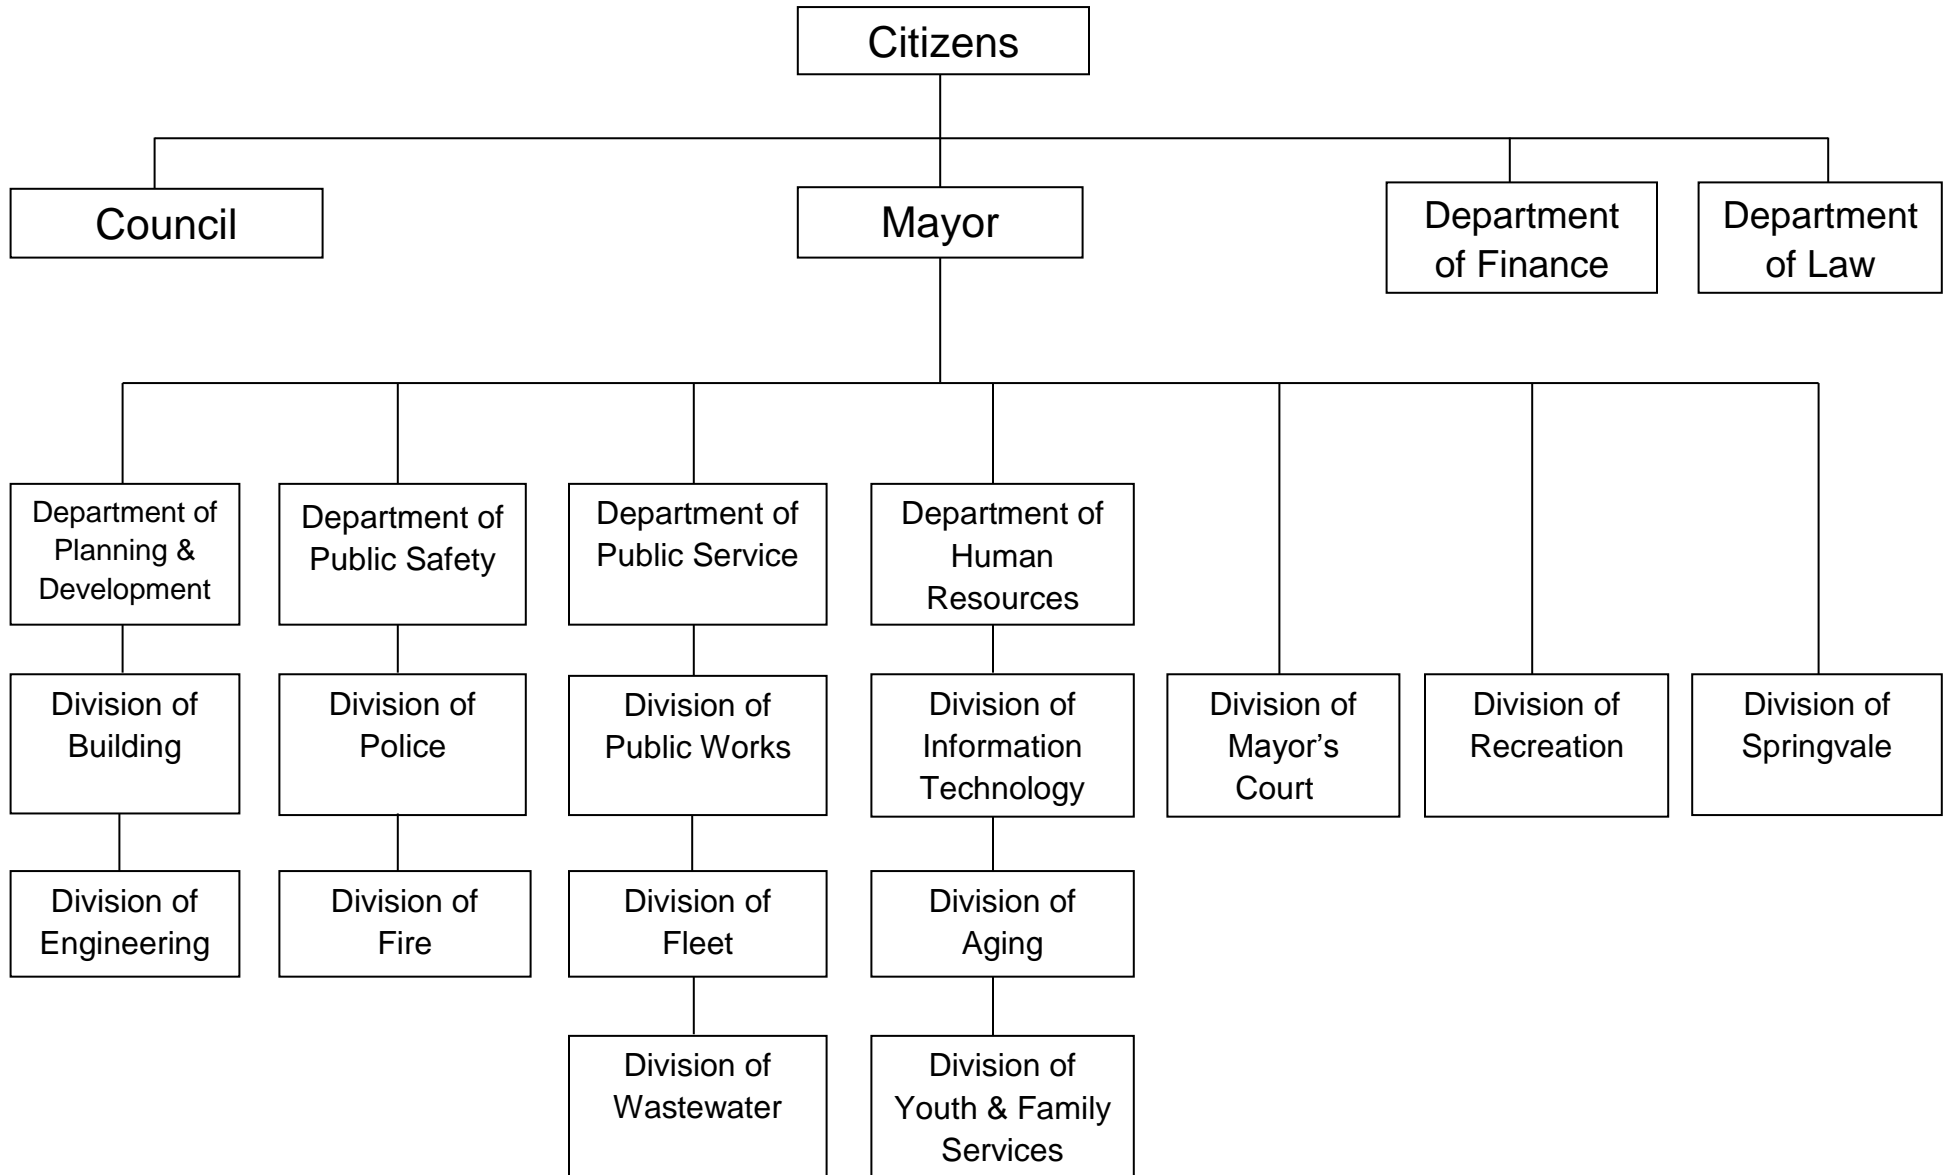 Citizens
Council
Mayor
Department
of Finance
Department
of Law
Department of
Planning &
Development
Department of
Public Safety
Department of
Public Service
Department of
Human
Resources
Division of
Building
Division of
Police
Division of
Public Works
Division of
Information
Technology
Division of
Mayor’s
Court
Division of
Recreation
Division of
Springvale
Division of
Engineering
Division of
Fire
Division of
Fleet
Division of
Aging
Division of
Wastewater
Division of
Youth & Family
Services